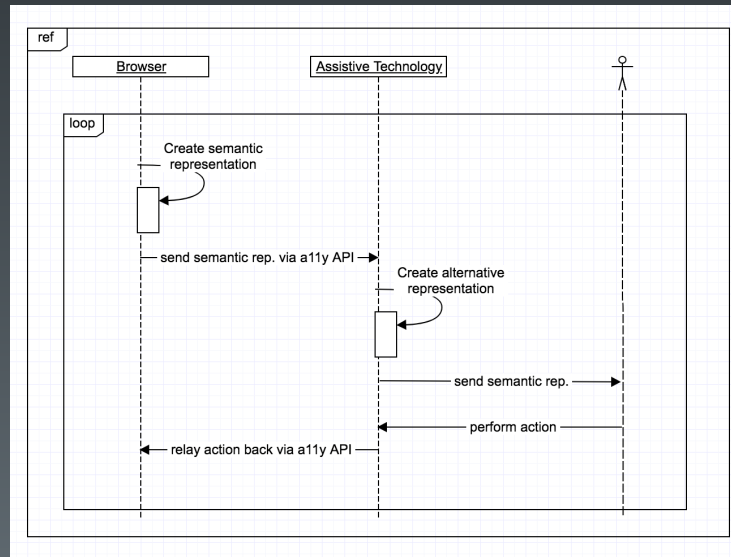 ref
Browser
Assistive Technology
loop
Create semantic
representation
send semantic rep. via a11y API
Create alternative
representation
send semantic rep.
perform action
relay action back via a11y API